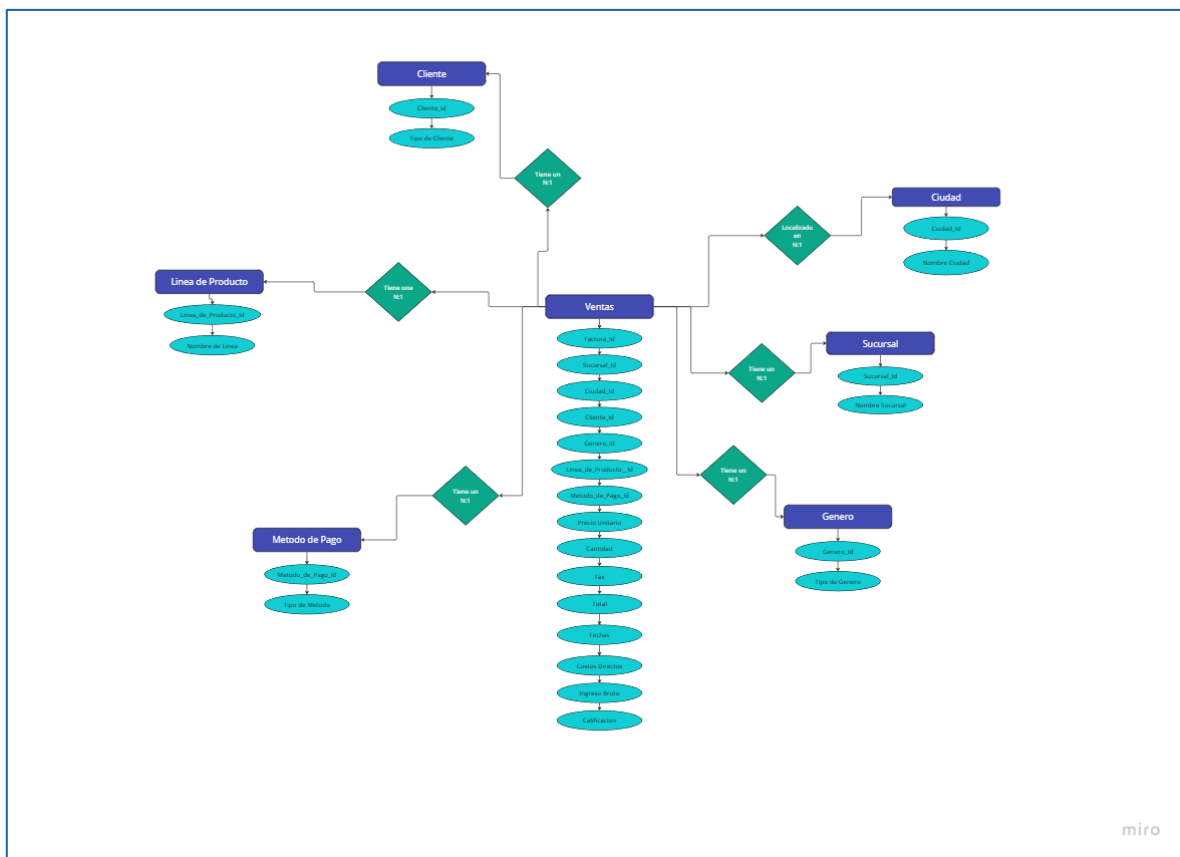 Cliente
Cliente_Id
Tipo de Cliente
Tiene un
N:1
Ciudad
Ciudad_Id
Nombre Ciudad
Localizado
en
N:1
Linea de Producto
Linea_de_Producto_Id
Nombre de Linea
Tiene una
N:1
Ventas
Factura_Id
Sucursal_Id
Ciudad_Id
Cliente_Id
Genero_Id
Linea_de_Producto__Id
Metodo_de_Pago_Id
Precio Unitario
Cantidad
Tax
Total
Fechas
Costos Directos
Ingreso Bruto
Calificacion
Tiene un
N:1
Sucursal
Sucursal_Id
Nombre Sucursal
Tiene un
N:1
Genero
Genero_Id
Tipo de Genero
Tiene un
N:1
Metodo de Pago
Metodo_de_Pago_Id
Tipo de Metodo
miro